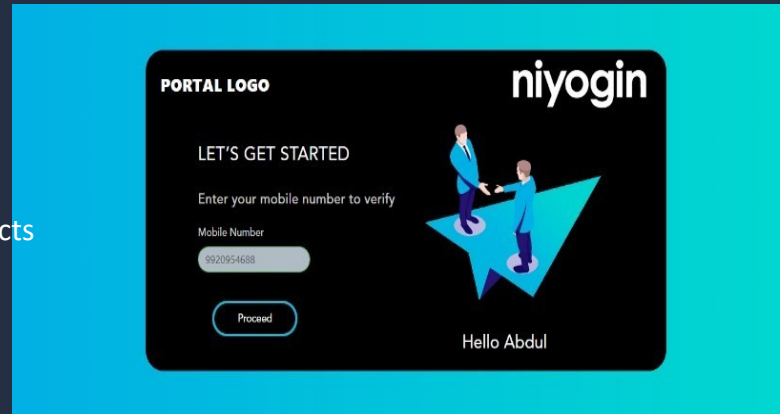 PORTAL LOGO
niyogin
LET'S GET STARTED
Enter your mobile number to verify
cts
Mobile Number
9920954688
Proceed
Hello Abdul